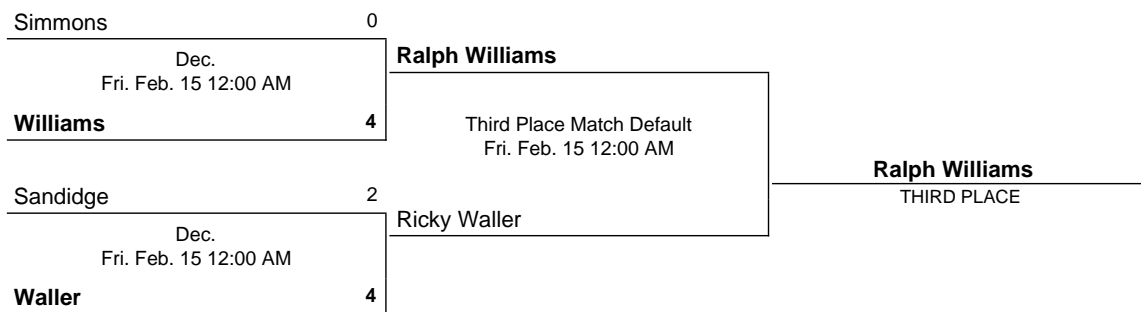 Simmons 0
Dec.
Fri. Feb. 15 12:00 AM
Williams 4
Ralph Williams
Third Place Match Default
Fri. Feb. 15 12:00 AM
Ralph Williams
THIRD PLACE
Sandidge 2
Dec.
Fri. Feb. 15 12:00 AM
Waller 4
Ricky Waller